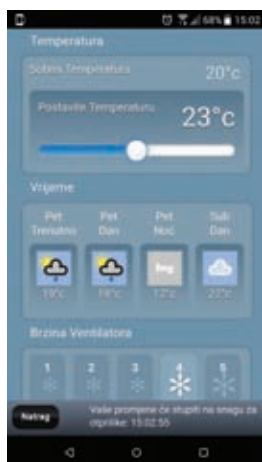 68% 15:02
Temperatura
Sobna Temperatura 20°c
Postavite Temperaturu 23°c
Vrijeme
Pet Pet Pet Sub
Trenutno Dan Noć Dan
19°c 19°c 12°c 22°c
Brzina Ventilatora
1 2 3 4 5
Natrag
Vaše promjene će stupiti na snagu za
otprilike: 15:02:55